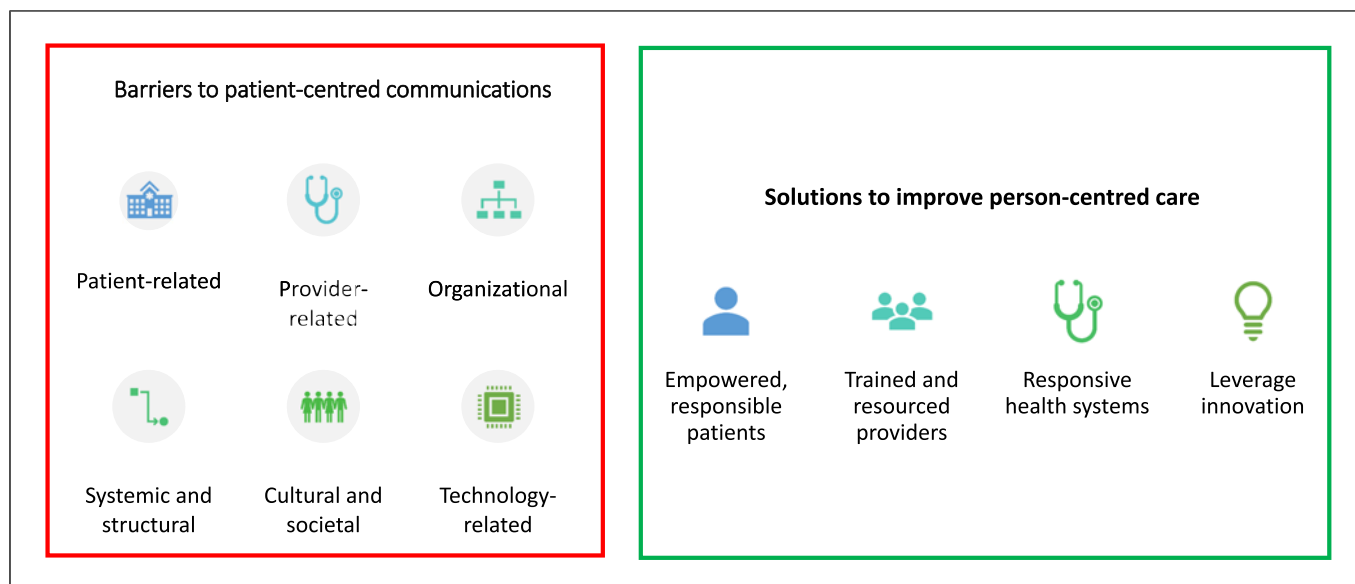 Barriers to patient-centred communications
Patient-related
Provider-
related
Organizational
Systemic and
structural
Cultural and
societal
Technology-
related
Solutions to improve person-centred care
Empowered,
responsible
patients
Trained and
resourced
providers
Responsive
health systems
Leverage
innovation